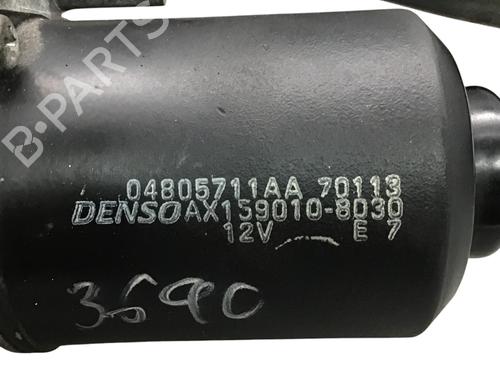 B-PARTS
04805711AA 70113
DENSO AX159010-8030
12V E 7
3690